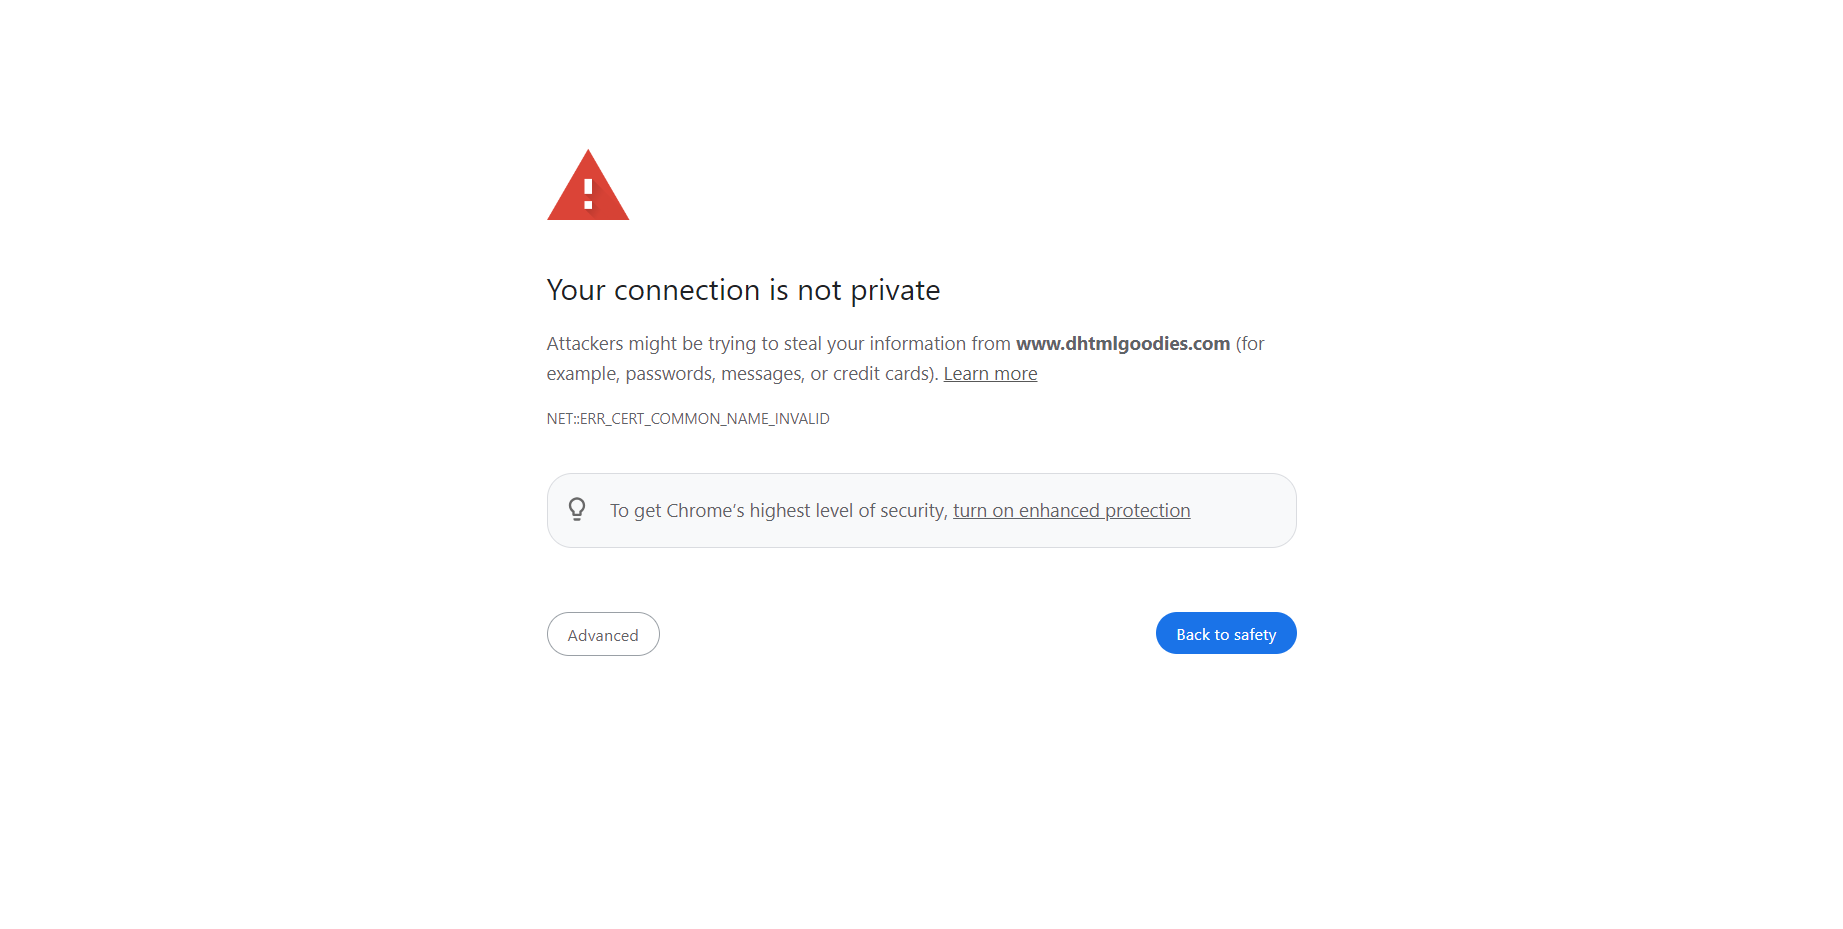 Your connection is not private
Attackers might be trying to steal your information from www.dhtmlgoodies.com (for
example, passwords, messages, or credit cards). Learn more
NET::ERR_CERT_COMMON_NAME_INVALID
To get Chrome’s highest level of security, turn on enhanced protection
Advanced
Back to safety